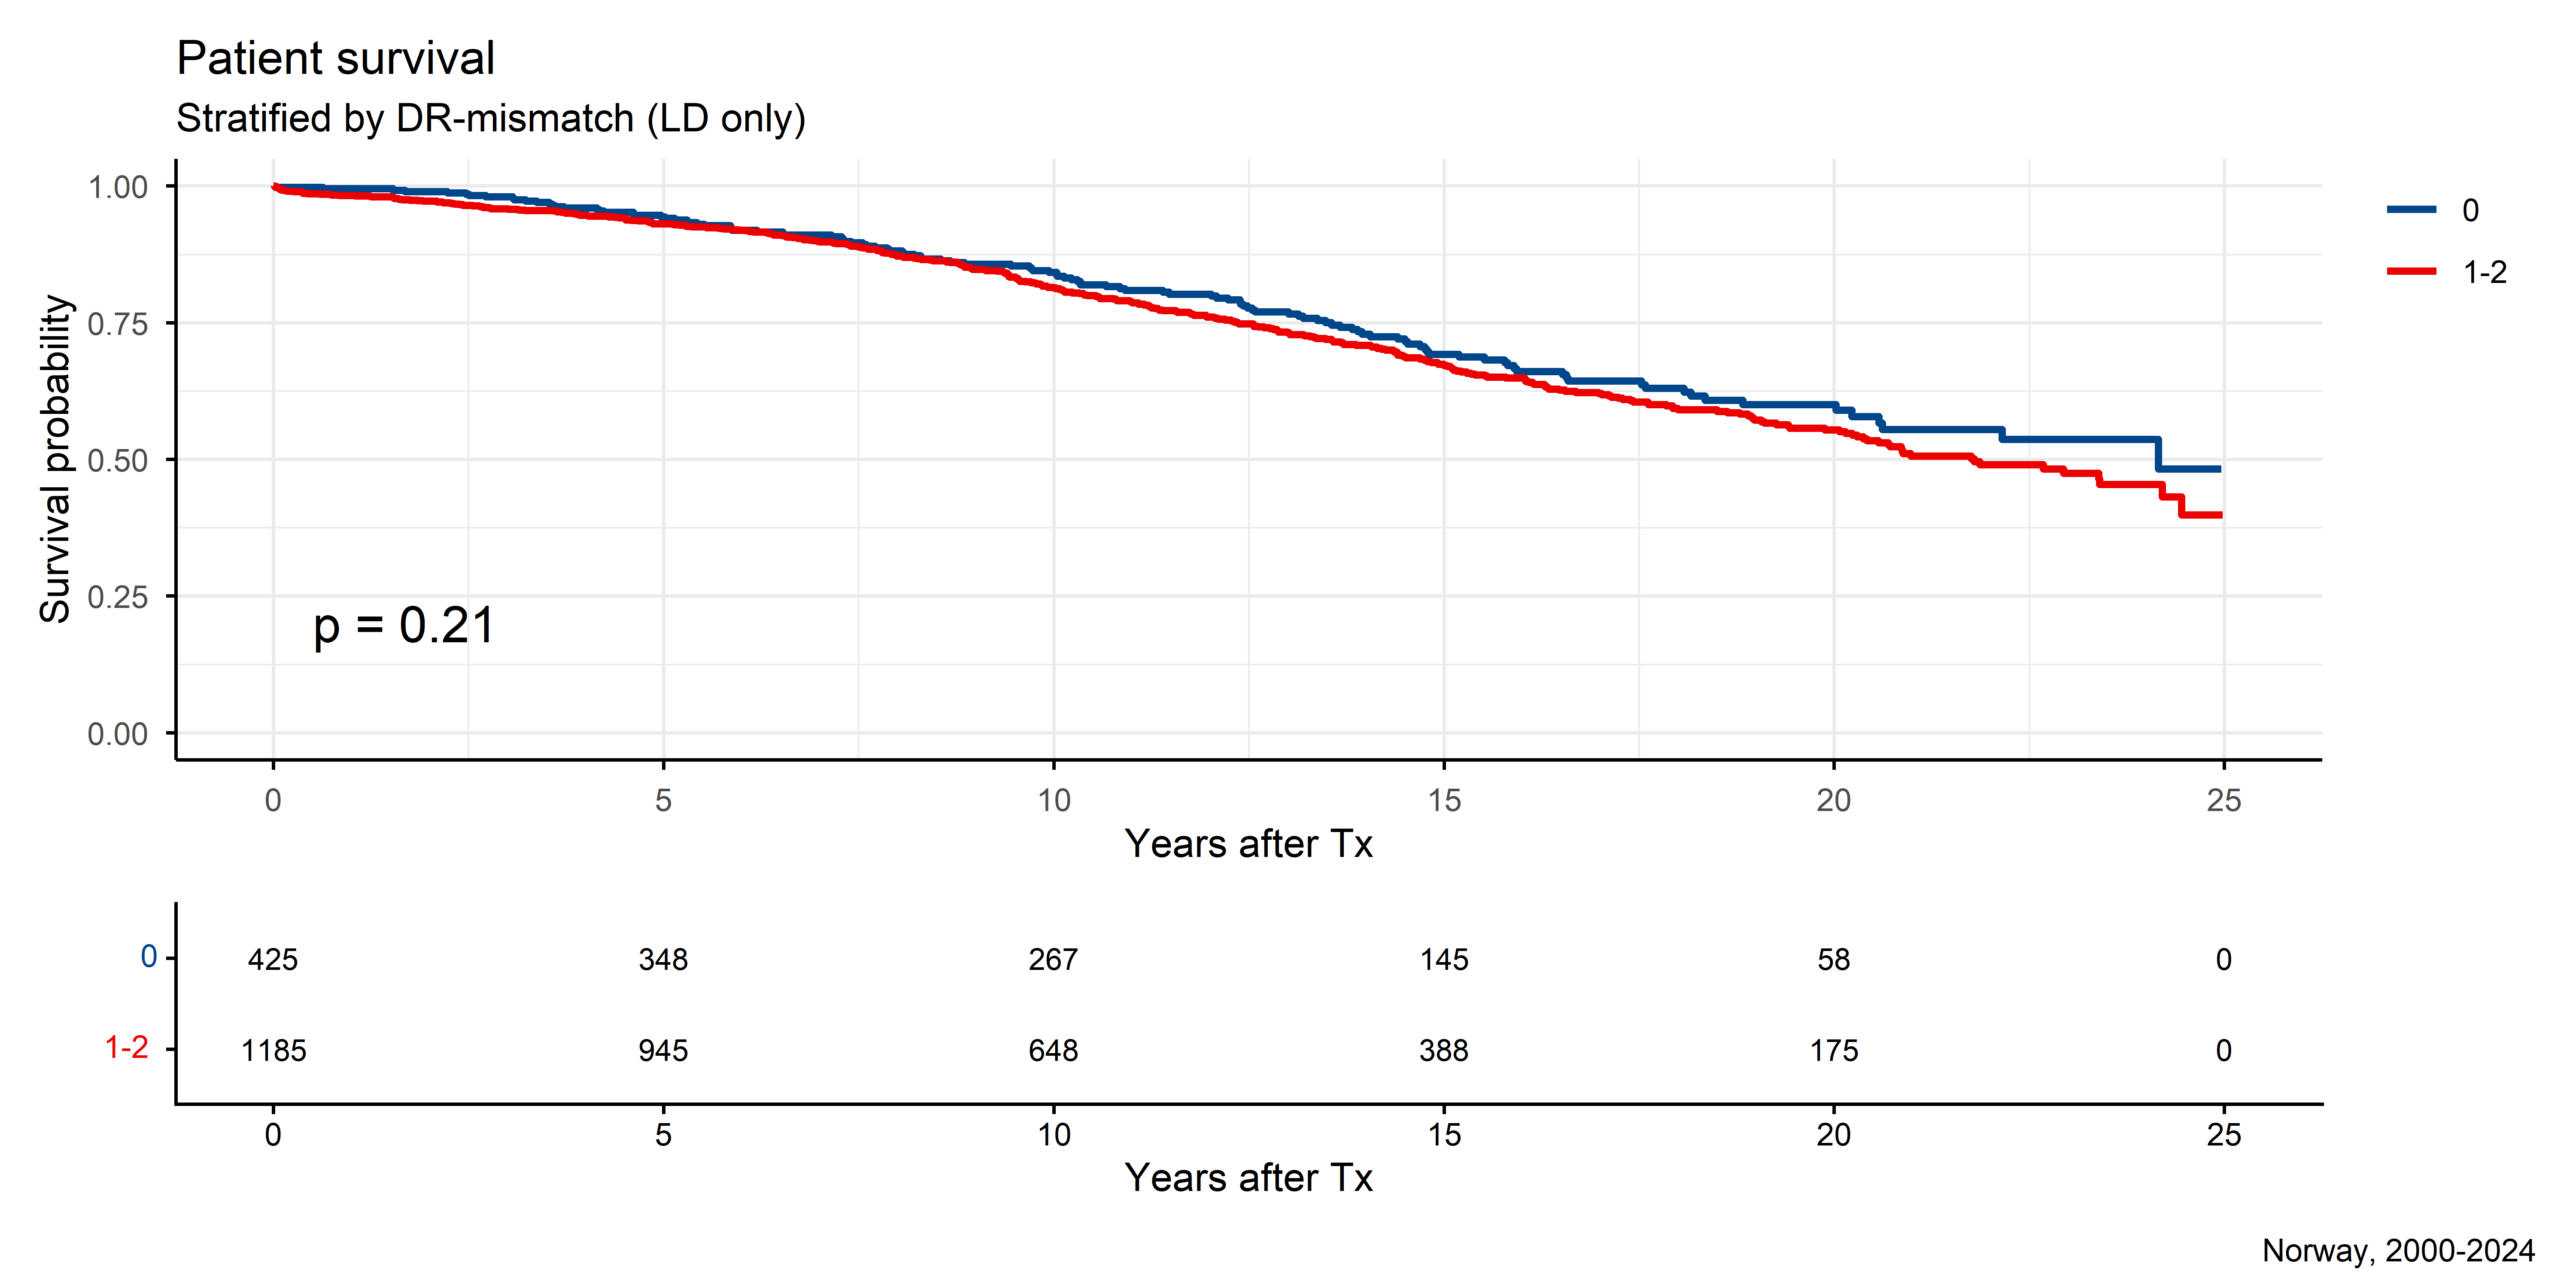 Patient survival
Stratified by DR-mismatch (LD only)
1.00
0.75
0.50
0.25
0.00
Survival probability
p = 0.21
0
1-2
0 5 10 15 20 25
Years after Tx
0 425 348 267 145 58 0
1-2 1185 945 648 388 175 0
0 5 10 15 20 25
Years after Tx
Norway, 2000-2024